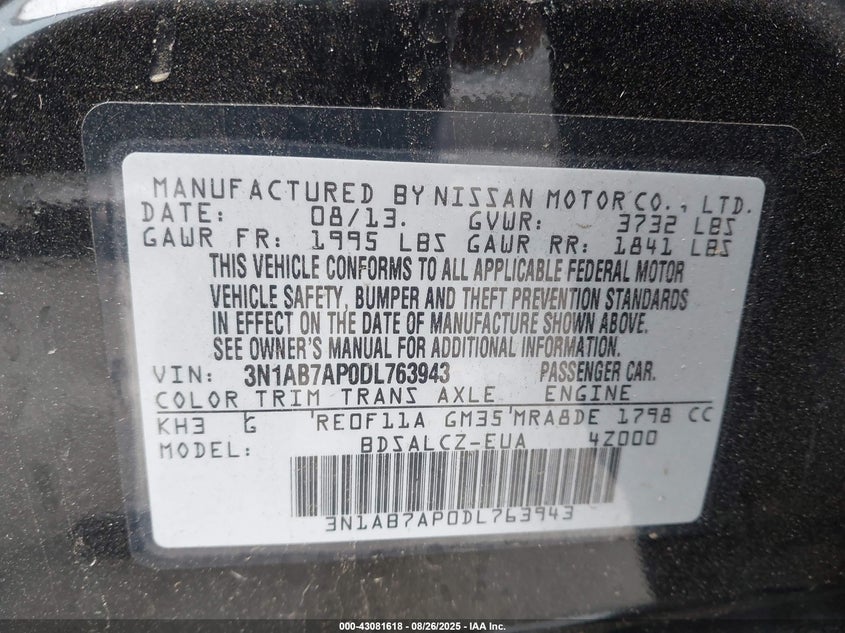 MANUFACTURED BY NISSAN MOTOR CO., LTD.
DATE: 08/13. GVWR: 3732 LBS
GAWR FR: 1995 LBS GAWR RR: 1841 LBS
THIS VEHICLE CONFORMS TO ALL APPLICABLE FEDERAL MOTOR
VEHICLE SAFETY, BUMPER AND THEFT PREVENTION STANDARDS
IN EFFECT ON THE DATE OF MANUFACTURE SHOWN ABOVE.
SEE OWNER'S MANUAL FOR ADDITIONAL INFORMATION.
VIN: 3N1AB7AP0DL763943 PASSENGER CAR.
COLOR TRIM TRANS AXLE ENGINE
KH3 G RE0F11A GM35 MRA8DE 1798 CC
MODEL: BDSALCZ-EUA 4Z000
3N1AB7AP0DL763943
000-43081618 - 08/26/2025 - IAA Inc.